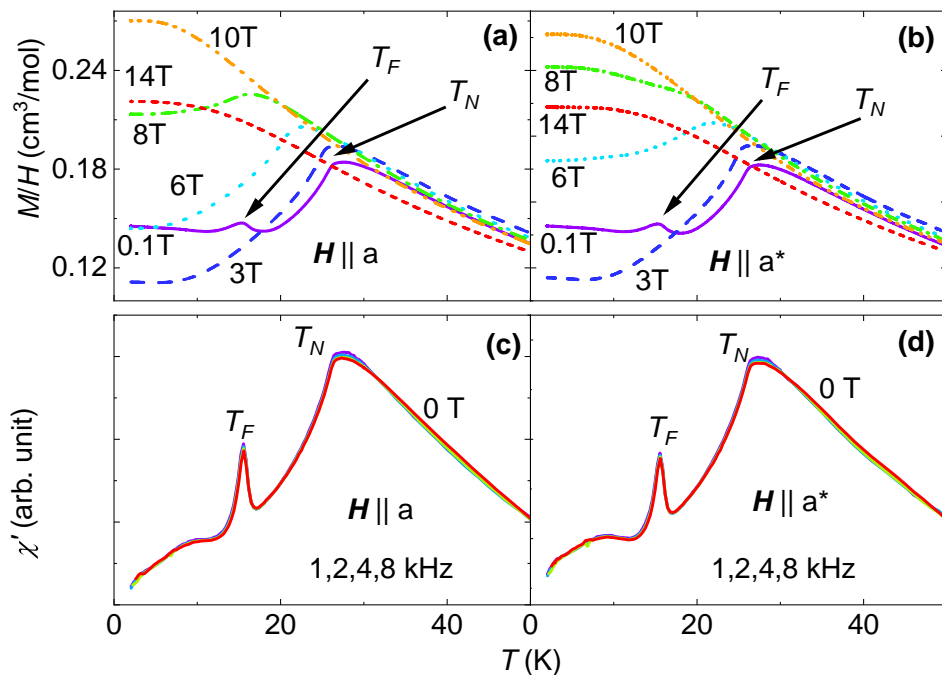 (a)
10T
T_F
0.24
14T
T_N
8T
0.18
6T
0.1T
0.12
3T
H || a
M/H (cm³/mol)
(b)
10T
T_F
8T
T_N
14T
6T
0.1T
3T
H || a*
(c)
T_N
0 T
T_F
H || a
1,2,4,8 kHz
χ′ (arb. unit)
0 20 40
(d)
T_N
0 T
T_F
H || a*
1,2,4,8 kHz
0 20 40
T (K)